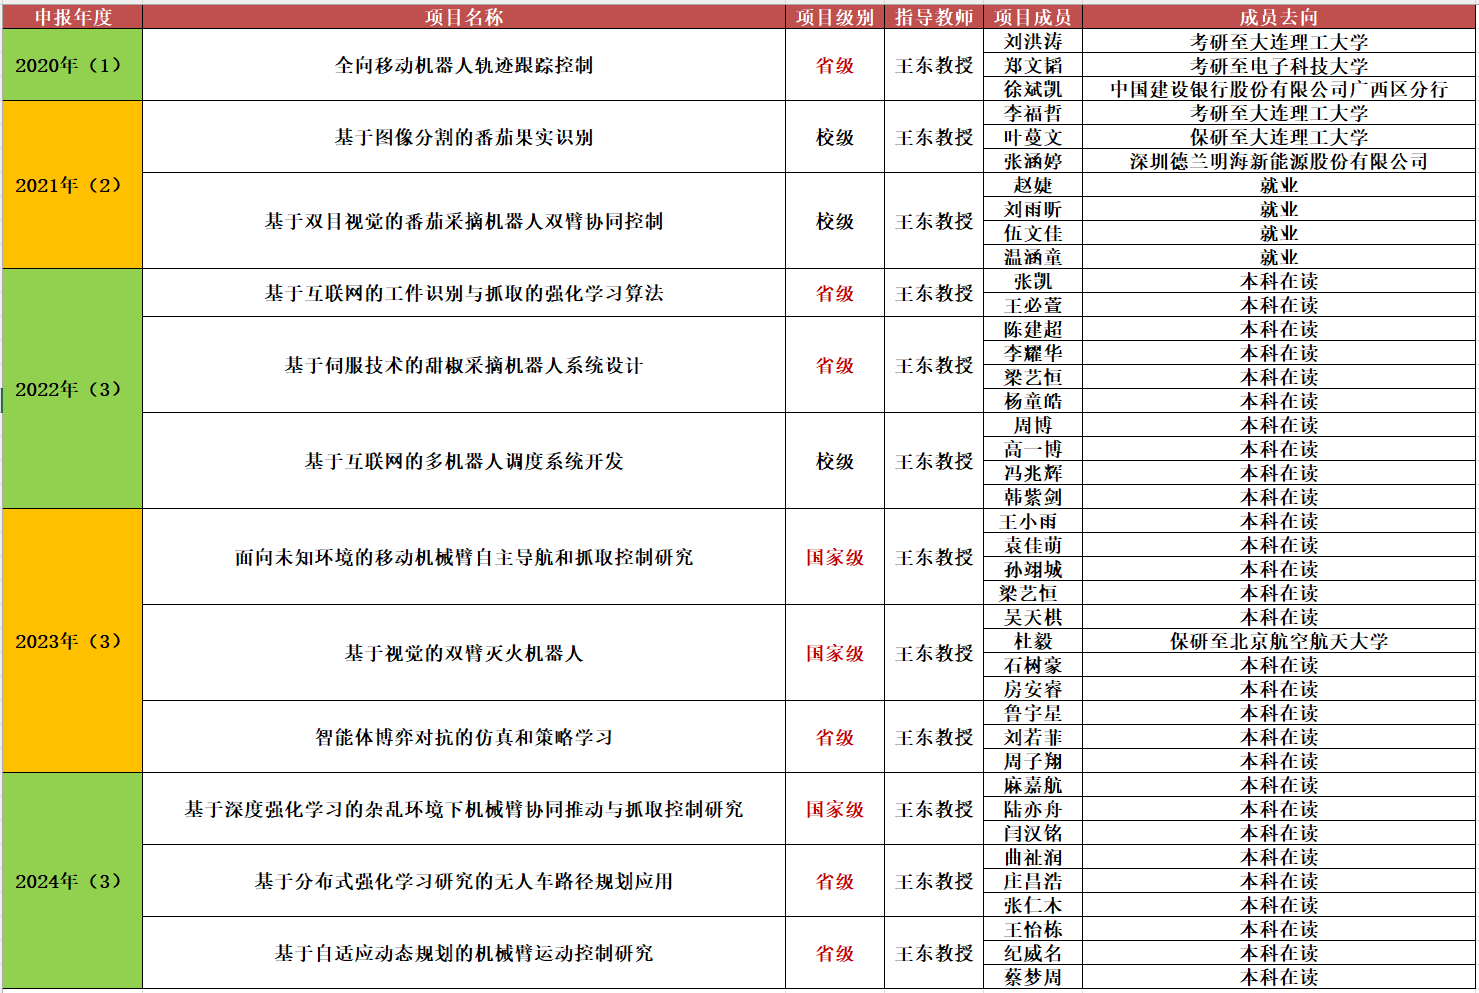 申报年度 项目名称 项目级别 指导教师 项目成员 成员去向
2020年（1） 全向移动机器人轨迹跟踪控制 省级 王东教授 刘洪涛 考研至大连理工大学
郑文韬 考研至电子科技大学
徐斌凯 中国建设银行股份有限公司广西区分行
2021年（2） 基于图像分割的番茄果实识别 校级 王东教授 李福哲 考研至大连理工大学
叶蔓文 保研至大连理工大学
张涵婷 深圳德兰明海新能源股份有限公司
基于双目视觉的番茄采摘机器人双臂协同控制 校级 王东教授 赵婕 就业
刘雨昕 就业
伍文佳 就业
温涵童 就业
2022年（3） 基于互联网的工件识别与抓取的强化学习算法 省级 王东教授 张凯 本科在读
王必萱 本科在读
基于伺服技术的甜椒采摘机器人系统设计 省级 王东教授 陈建超 本科在读
李耀华 本科在读
梁艺恒 本科在读
杨童皓 本科在读
基于互联网的多机器人调度系统开发 校级 王东教授 周博 本科在读
高一博 本科在读
冯兆辉 本科在读
韩紫剑 本科在读
2023年（3） 面向未知环境的移动机械臂自主导航和抓取控制研究 国家级 王东教授 王小雨 本科在读
袁佳萌 本科在读
孙翊城 本科在读
梁艺恒 本科在读
基于视觉的双臂灭火机器人 国家级 王东教授 吴天棋 本科在读
杜毅 保研至北京航空航天大学
石树豪 本科在读
房安睿 本科在读
智能体博弈对抗的仿真和策略学习 省级 王东教授 鲁宇星 本科在读
刘若菲 本科在读
周子翔 本科在读
2024年（3） 基于深度强化学习的杂乱环境下机械臂协同推动与抓取控制研究 国家级 王东教授 麻嘉航 本科在读
陆亦舟 本科在读
闫汉铭 本科在读
基于分布式强化学习研究的无人车路径规划应用 省级 王东教授 曲祉润 本科在读
庄昌浩 本科在读
张仁木 本科在读
基于自适应动态规划的机械臂运动控制研究 省级 王东教授 王怡栋 本科在读
纪威名 本科在读
蔡梦周 本科在读